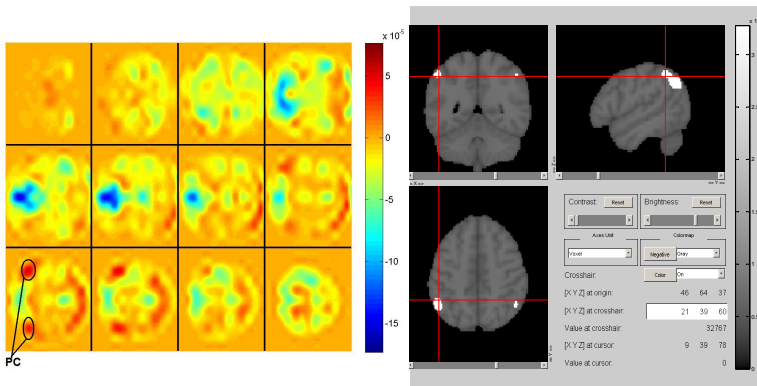 x 10-5
5
0
-5
-10
-15
PC
<= X =>
<= Z =>
<= Y =>
Contrast: Reset
Brightness: Reset
Axes Unit
Colormap
Voxel
Negative Gray
Crosshair: Color On
[X Y Z] at origin: 46 64 37
[X Y Z] at crosshair: 21 39 60
Value at crosshair: 32767
[X Y Z] at cursor: 9 39 78
Value at cursor: 0